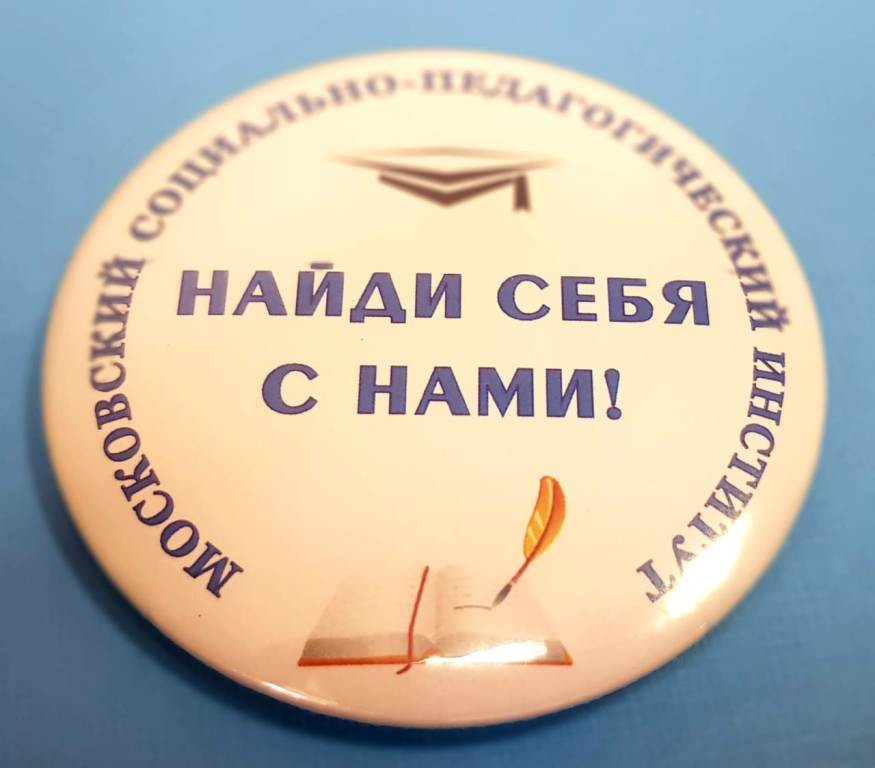 МОСКОВСКИЙ СОЦИАЛЬНО-ПЕДАГОГИЧЕСКИЙ ИНСТИТУТ
НАЙДИ СЕБЯ
С НАМИ!